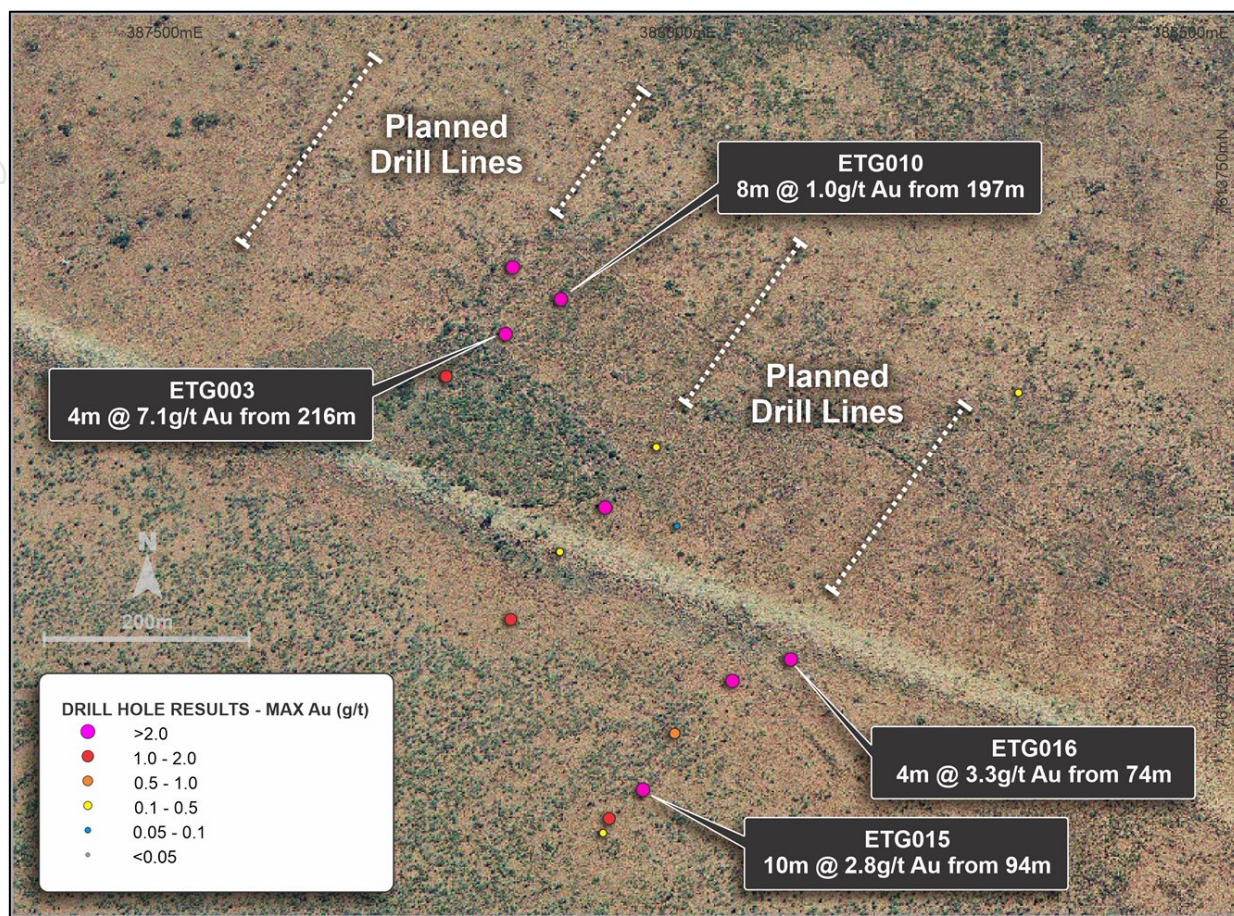 387500mE
388000mE
388500mE
Planned
Drill Lines
ETG010
8m @ 1.0g/t Au from 197m
ETG003
4m @ 7.1g/t Au from 216m
Planned
Drill Lines
N
200m
DRILL HOLE RESULTS - MAX Au (g/t)
>2.0
1.0 - 2.0
0.5 - 1.0
0.1 - 0.5
0.05 - 0.1
<0.05
ETG016
4m @ 3.3g/t Au from 74m
ETG015
10m @ 2.8g/t Au from 94m